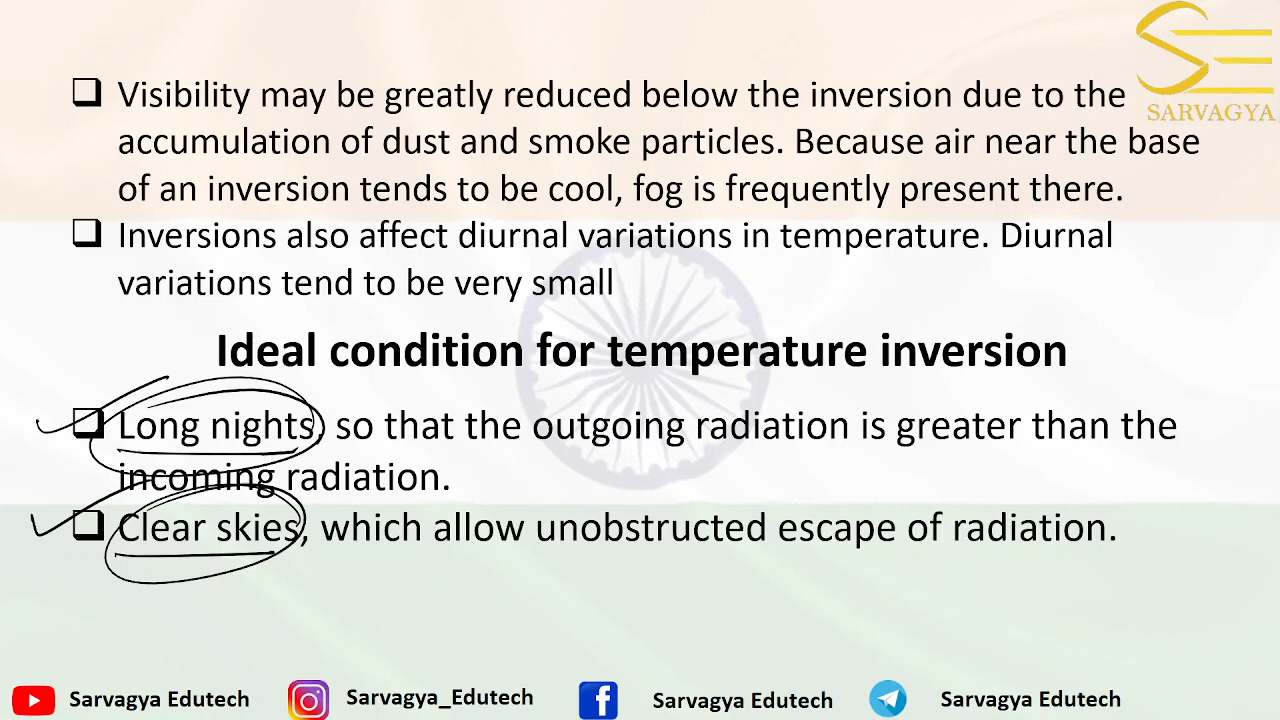 SARVAGYA
❑ Visibility may be greatly reduced below the inversion due to the
accumulation of dust and smoke particles. Because air near the base
of an inversion tends to be cool, fog is frequently present there.
❑ Inversions also affect diurnal variations in temperature. Diurnal
variations tend to be very small
Ideal condition for temperature inversion
❑ Long nights, so that the outgoing radiation is greater than the
incoming radiation.
❑ Clear skies, which allow unobstructed escape of radiation.
Sarvagya Edutech Sarvagya_Edutech Sarvagya Edutech Sarvagya Edutech